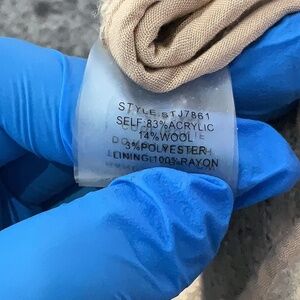 STYLE:STJ7861
SELF:83%ACRYLIC
14%WOOL
3%POLYESTER
LINING:100%RAYON